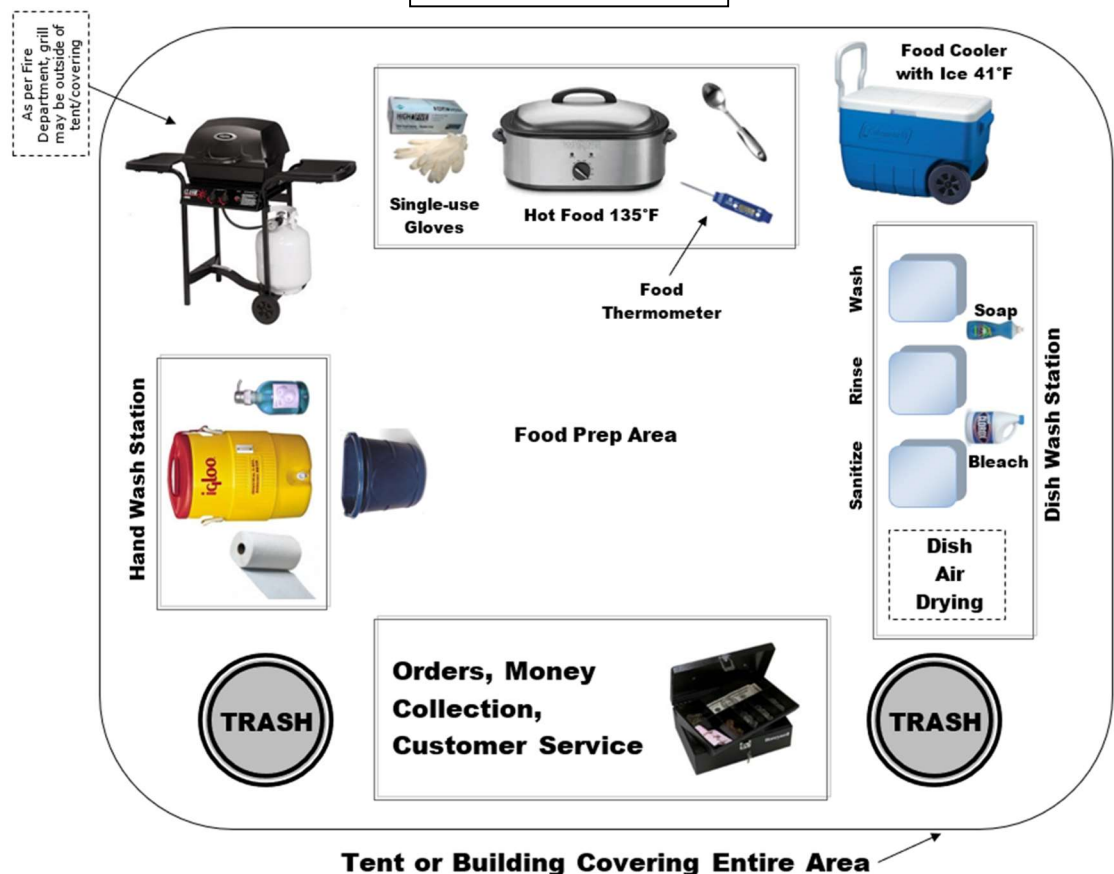 As per Fire
Department, grill
may be outside of
tent/covering
Food Cooler
with Ice 41°F
Single-use
Gloves
Hot Food 135°F
Food
Thermometer
Wash
Soap
Rinse
Bleach
Sanitize
Dish Wash Station
Dish
Air
Drying
Hand Wash Station
igloo
Food Prep Area
TRASH
Orders, Money
Collection,
Customer Service
TRASH
Tent or Building Covering Entire Area